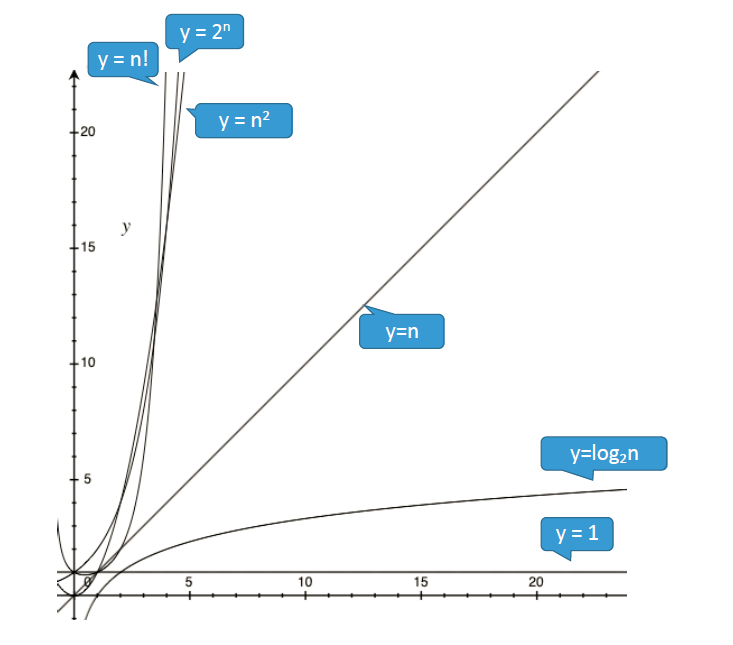 y = 2ⁿ
y = n!
y = n²
20
y
15
y=n
10
y=log₂n
5
y = 1
0 5 10 15 20